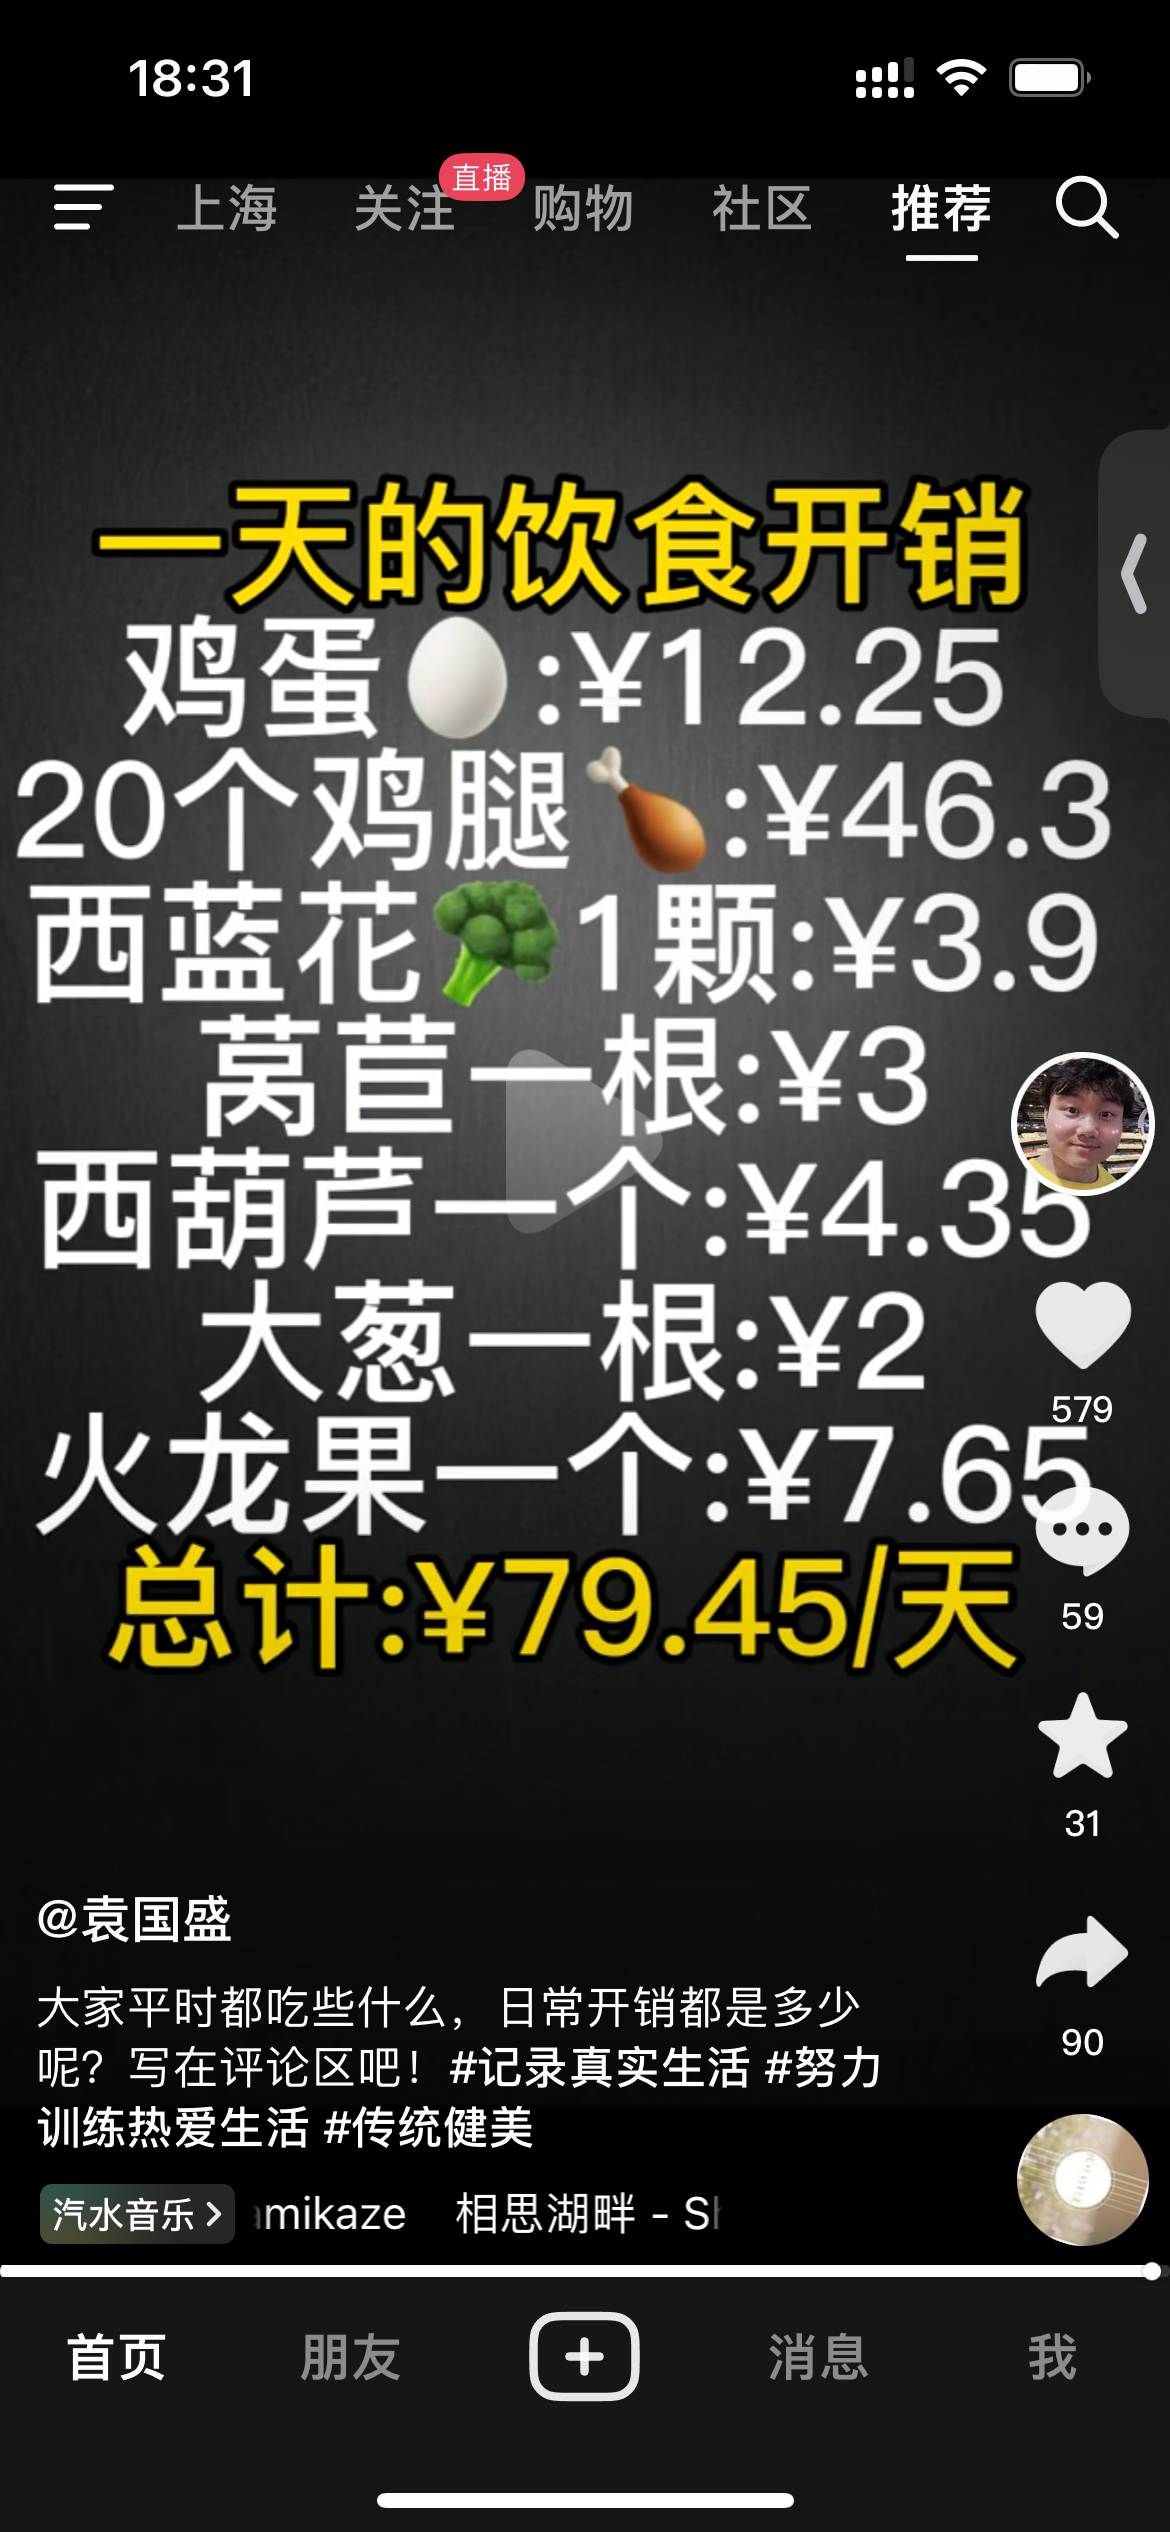 18:31
直播
上海 关注 购物 社区 推荐
一天的饮食开销
鸡蛋🥚:¥12.25
20个鸡腿🍗:¥46.3
西蓝花🥦1颗:¥3.9
莴苣一根:¥3
西葫芦一个:¥4.35
大葱一根:¥2
火龙果一个:¥7.65
总计:¥79.45/天
579
59
31
90
@袁国盛
大家平时都吃些什么，日常开销都是多少
呢？写在评论区吧！#记录真实生活 #努力
训练热爱生活 #传统健美
汽水音乐 amikaze 相思湖畔 - Sh
首页 朋友 消息 我